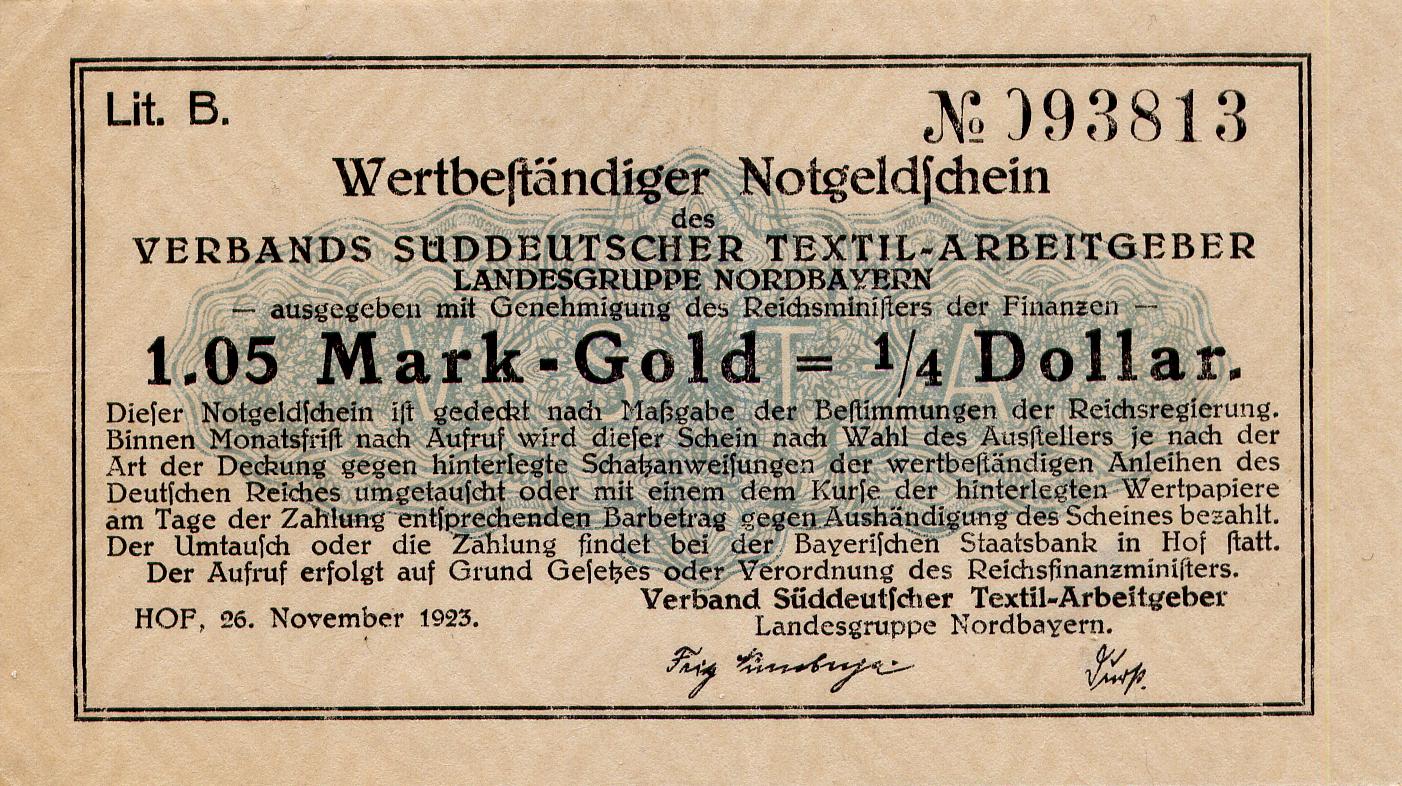 Lit. B.
№ 093813
Wertbeſtändiger Notgeldſchein
des
VERBANDS SÜDDEUTSCHER TEXTIL-ARBEITGEBER
LANDESGRUPPE NORDBAYERN
— ausgegeben mit Genehmigung des Reichsminiſters der Finanzen —
V S T A
1.05 Mark-Gold = 1/4 Dollar.
Dieſer Notgeldſchein iſt gedeckt nach Maßgabe der Beſtimmungen der Reichsregierung.
Binnen Monatsfriſt nach Aufruf wird dieſer Schein nach Wahl des Ausſtellers je nach der
Art der Deckung gegen hinterlegte Schatzanweiſungen der wertbeſtändigen Anleihen des
Deutſchen Reiches umgetauſcht oder mit einem dem Kurſe der hinterlegten Wertpapiere
am Tage der Zahlung entſprechenden Barbetrag gegen Aushändigung des Scheines bezahlt.
Der Umtauſch oder die Zahlung findet bei der Bayeriſchen Staatsbank in Hof ſtatt.
Der Aufruf erfolgt auf Grund Geſetzes oder Verordnung des Reichsfinanzminiſters.
HOF, 26. November 1923.
Verband Süddeutſcher Textil-Arbeitgeber
Landesgruppe Nordbayern.